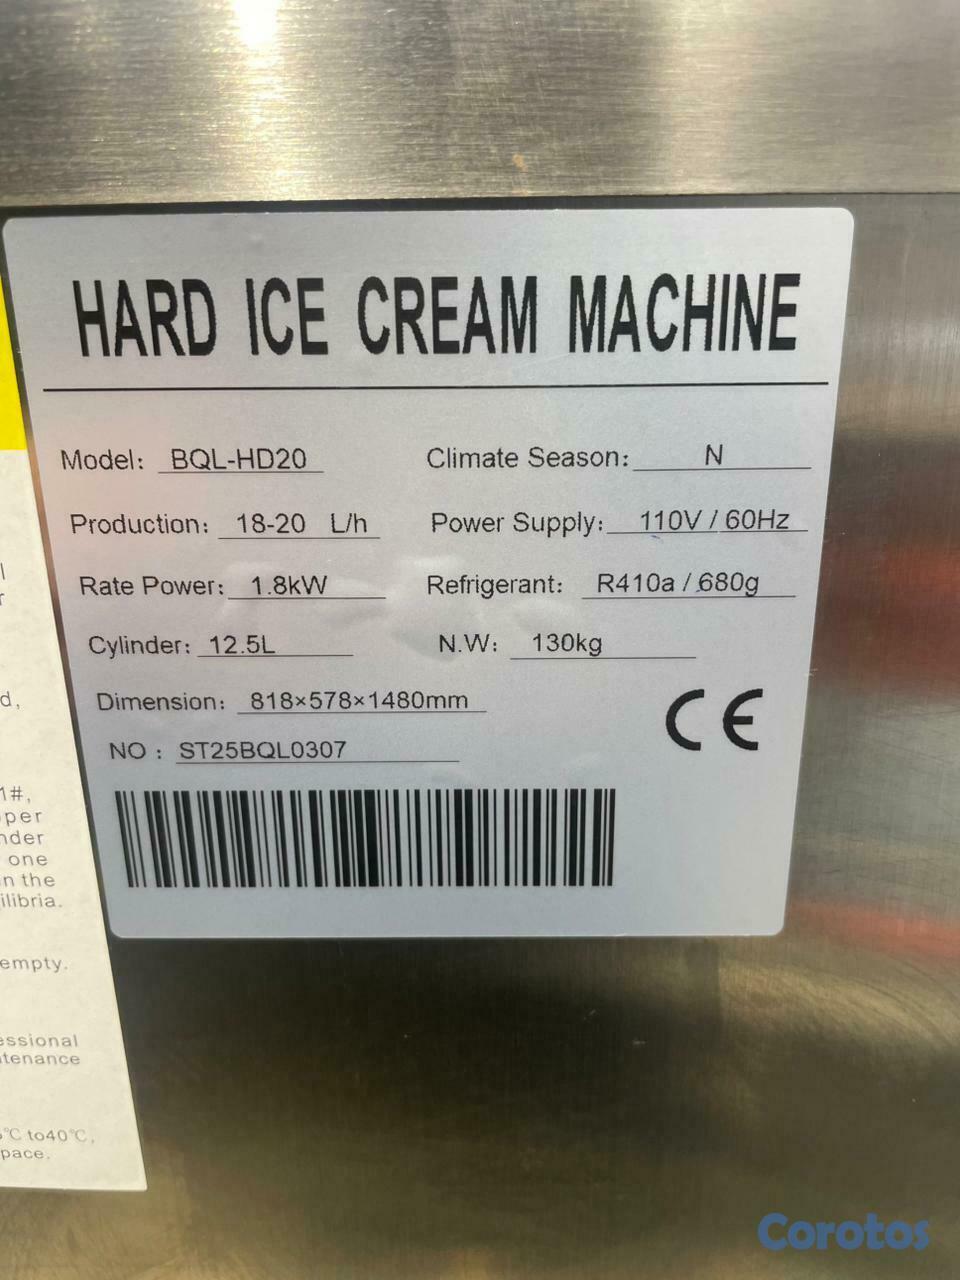 HARD ICE CREAM MACHINE
Model: BQL-HD20 Climate Season: N
Production: 18-20 L/h Power Supply: 110V / 60Hz
Rate Power: 1.8kW Refrigerant: R410a / 680g
Cylinder: 12.5L N.W: 130kg
Dimension: 818×578×1480mm
CE
NO : ST25BQL0307
d,
1#,
per
nder
one
n the
ilibria.
empty.
essional
tenance
℃ to40℃,
pace.
Corotos